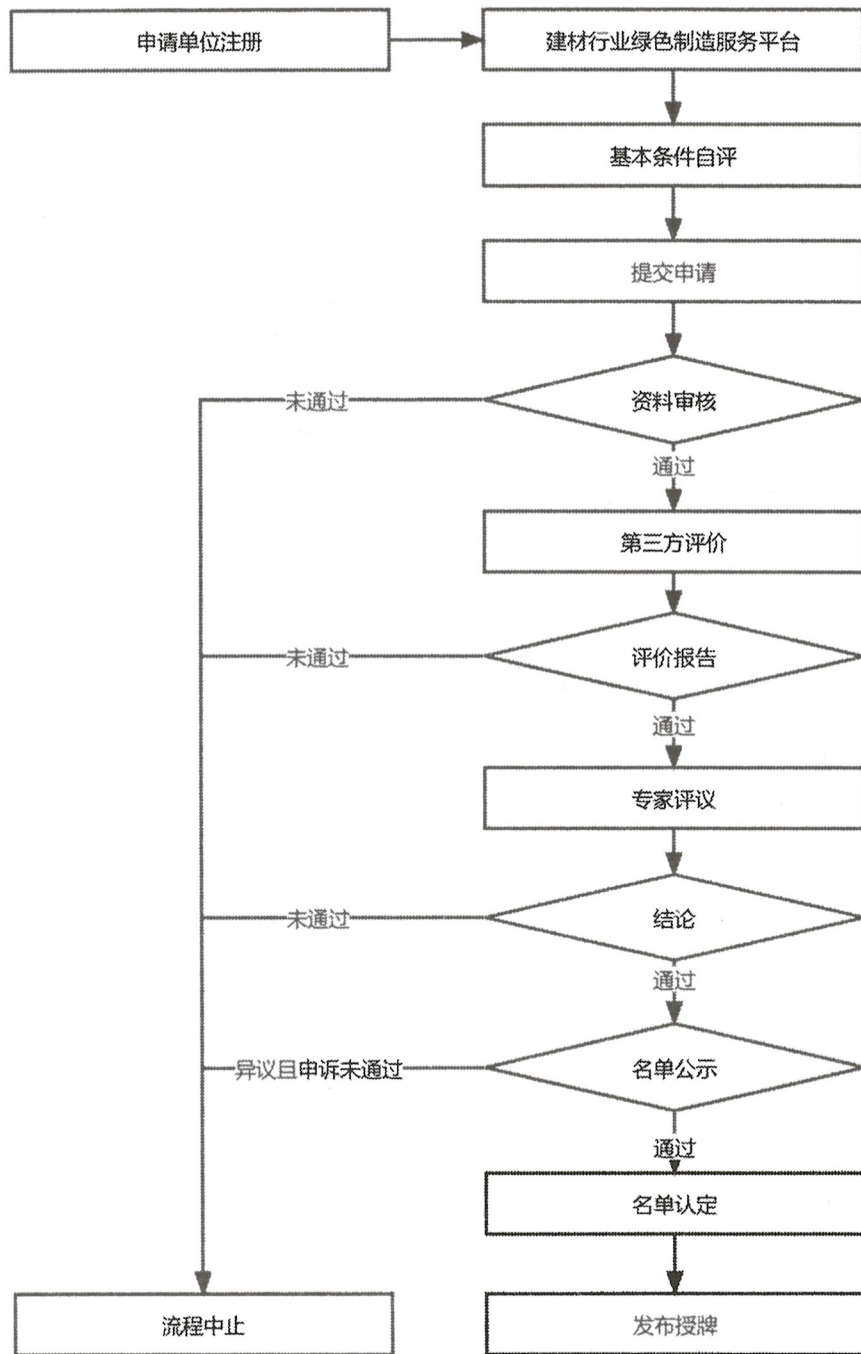 申请单位注册
建材行业绿色制造服务平台
基本条件自评
提交申请
资料审核
未通过
通过
第三方评价
评价报告
未通过
通过
专家评议
结论
未通过
通过
名单公示
异议且申诉未通过
通过
名单认定
流程中止
发布授牌